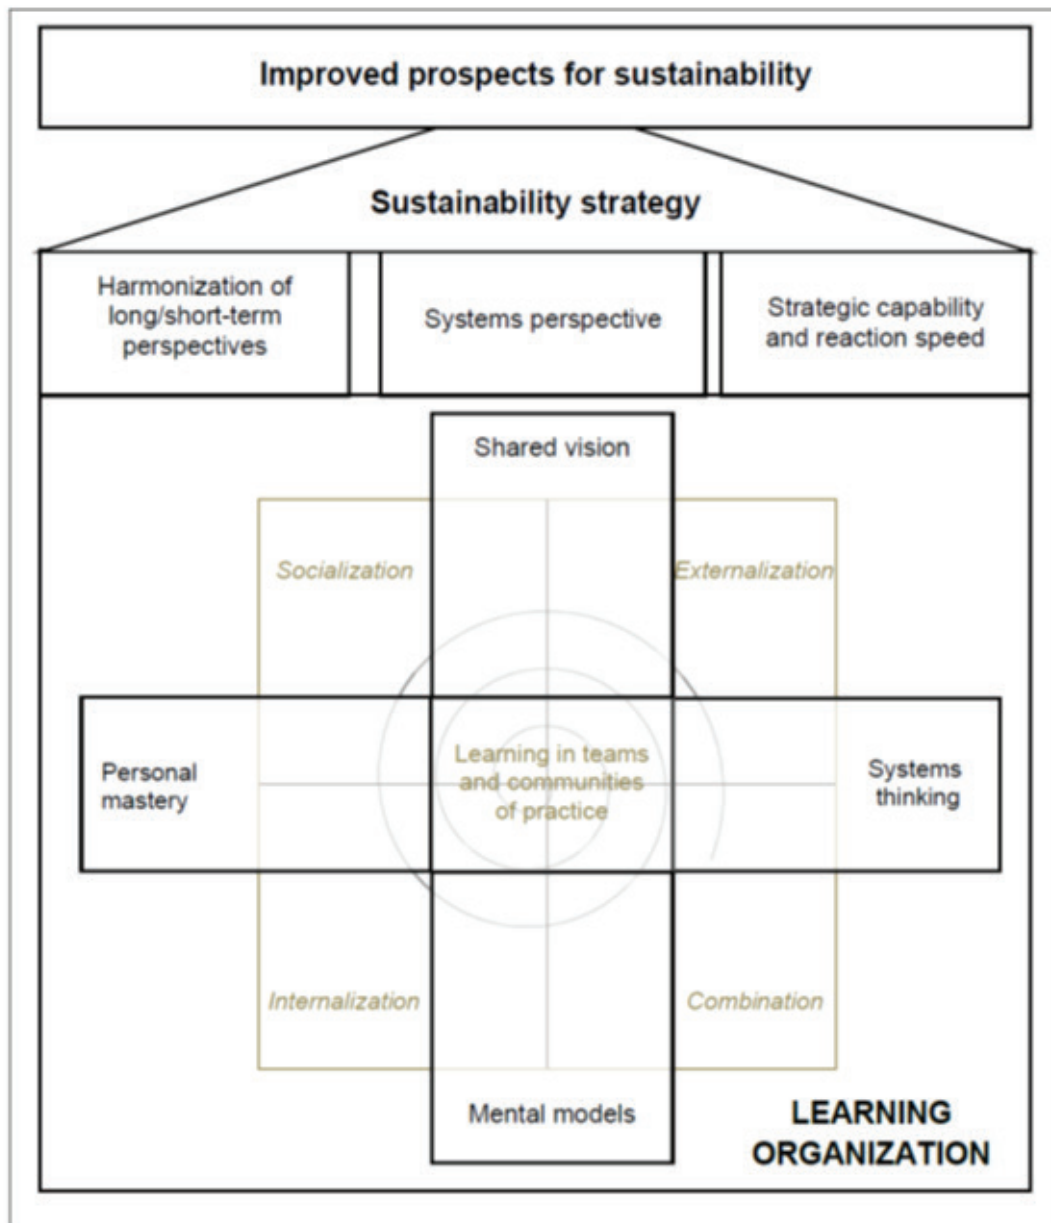 Improved prospects for sustainability
Sustainability strategy
Harmonization of
long/short-term
perspectives
Systems perspective
Strategic capability
and reaction speed
Shared vision
Socialization
Externalization
Personal
mastery
Learning in teams
and communities
of practice
Systems
thinking
Internalization
Combination
Mental models
LEARNING
ORGANIZATION